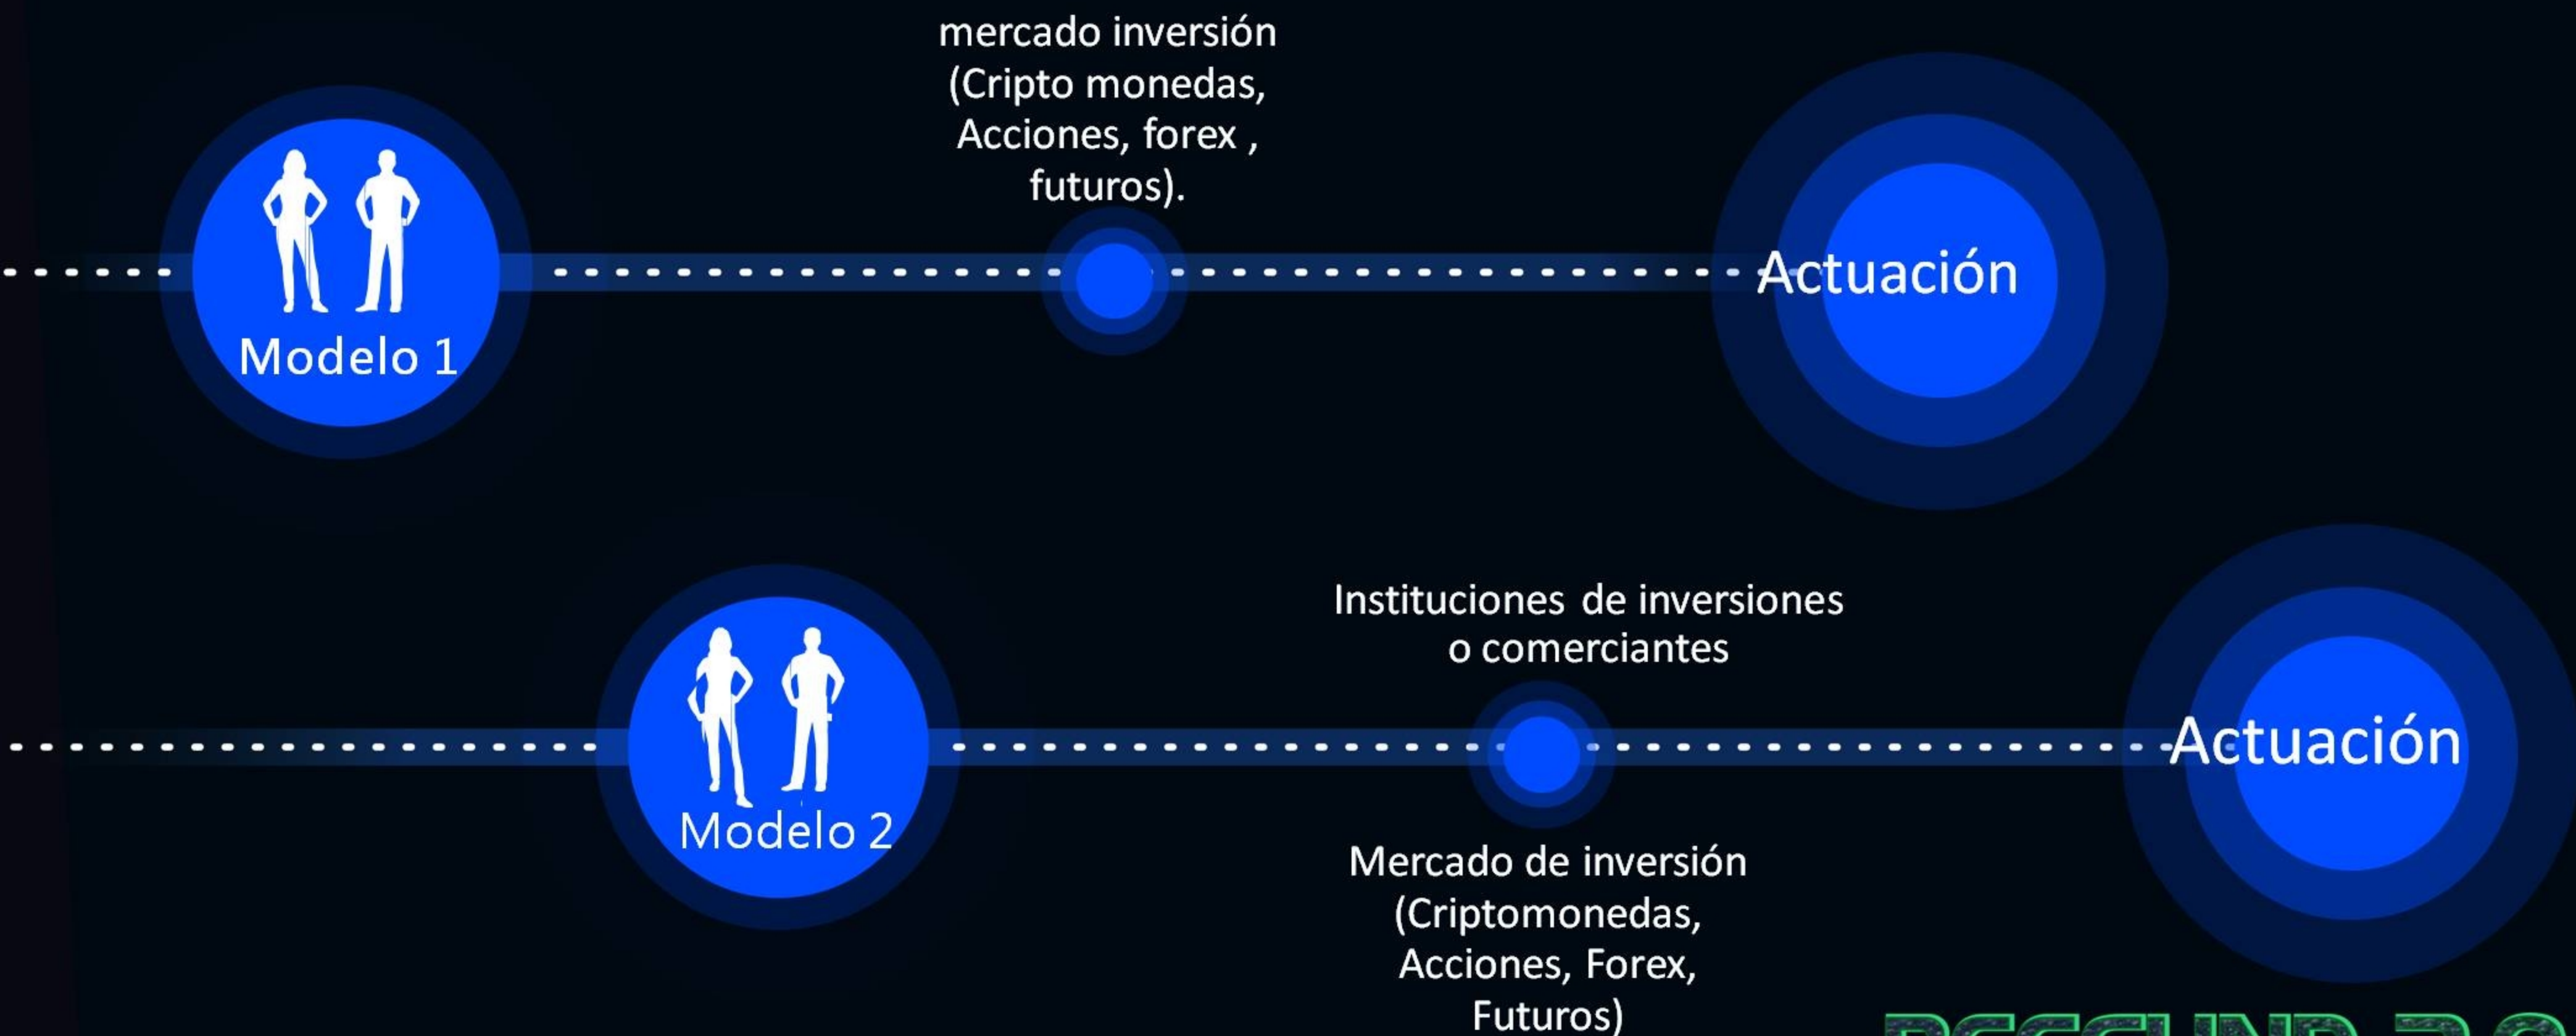 mercado inversión
(Cripto monedas,
Acciones, forex ,
futuros).
Modelo 1
Actuación
Instituciones de inversiones
o comerciantes
Modelo 2
Actuación
Mercado de inversión
(Criptomonedas,
Acciones, Forex,
Futuros)